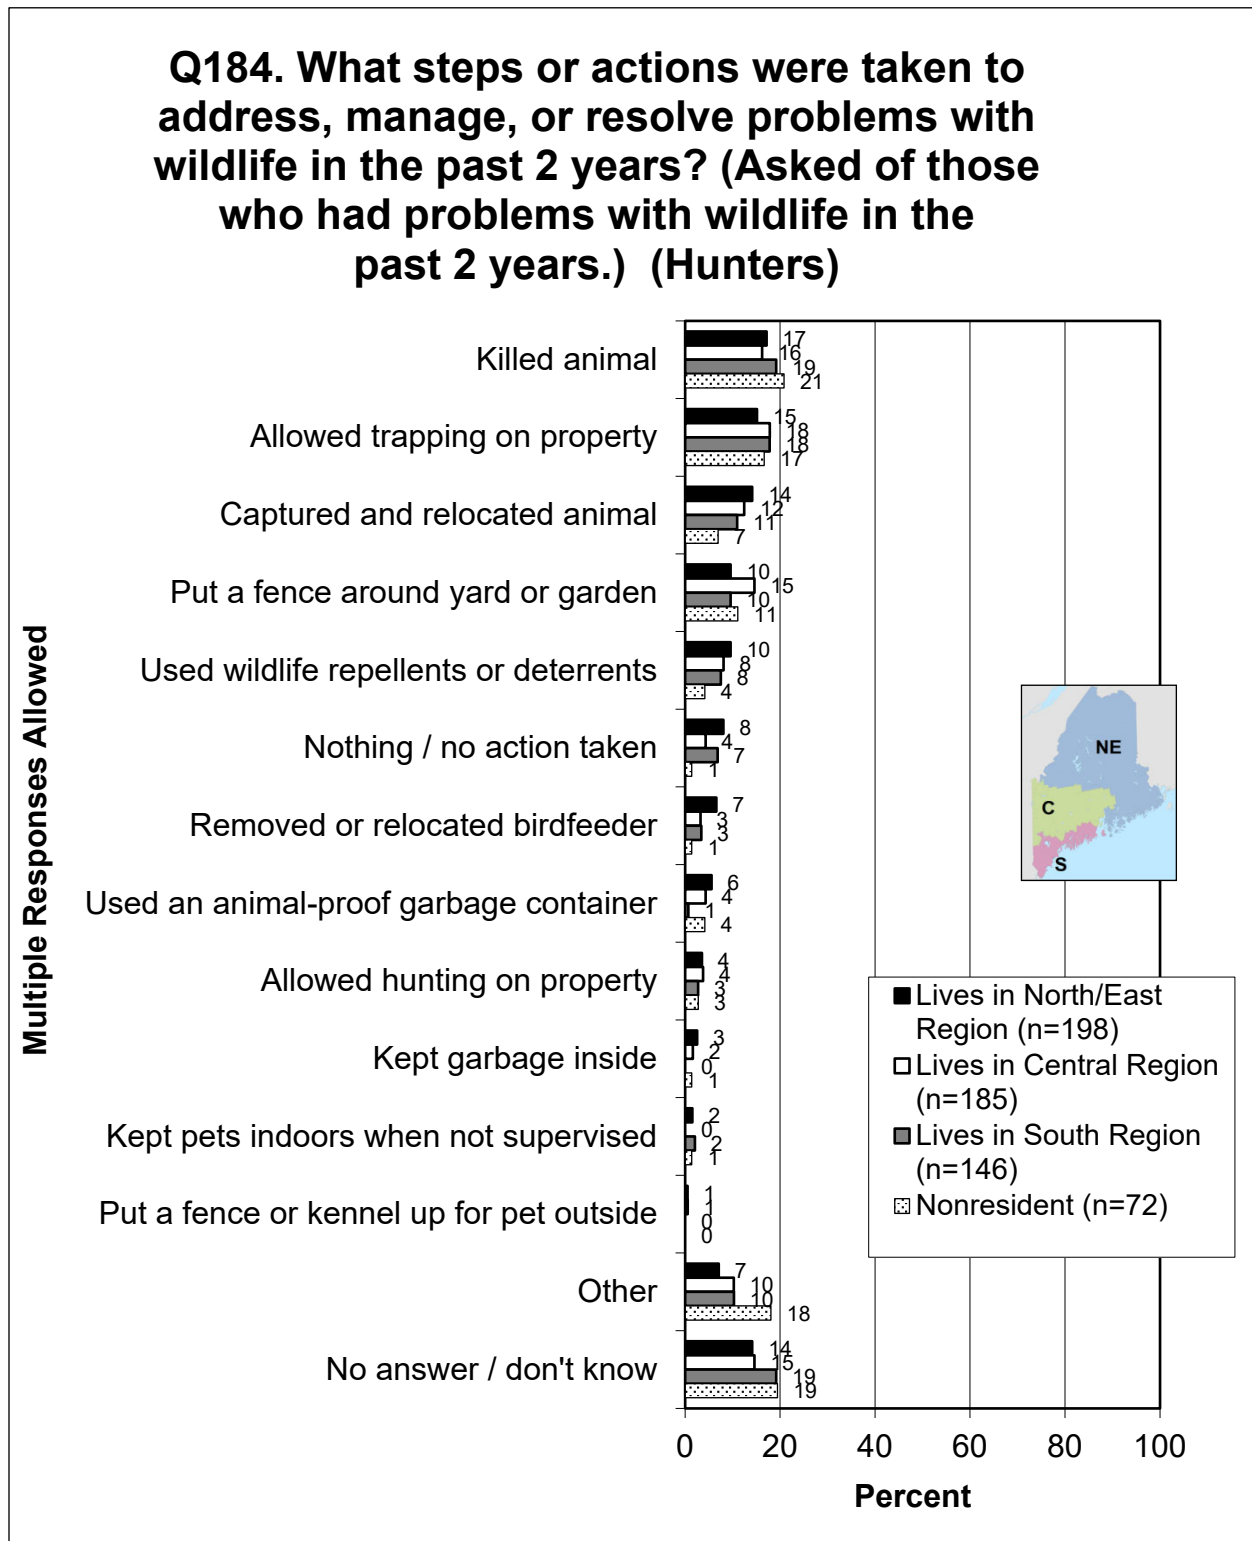 Q184. What steps or actions were taken to
address, manage, or resolve problems with
wildlife in the past 2 years? (Asked of those
who had problems with wildlife in the
past 2 years.) (Hunters)
Multiple Responses Allowed
Killed animal
17
16
19
21
Allowed trapping on property
15
18
18
17
Captured and relocated animal
14
12
11
7
Put a fence around yard or garden
10
15
10
11
Used wildlife repellents or deterrents
10
8
8
4
Nothing / no action taken
8
4
7
1
Removed or relocated birdfeeder
7
3
3
1
Used an animal-proof garbage container
6
4
1
4
Allowed hunting on property
4
4
3
3
Kept garbage inside
3
2
0
1
Kept pets indoors when not supervised
2
0
2
1
Put a fence or kennel up for pet outside
1
1
0
0
Other
7
10
10
18
No answer / don't know
14
15
19
19
0 20 40 60 80 100
Percent
NE
C
S
Lives in North/East
Region (n=198)
Lives in Central Region
(n=185)
Lives in South Region
(n=146)
Nonresident (n=72)